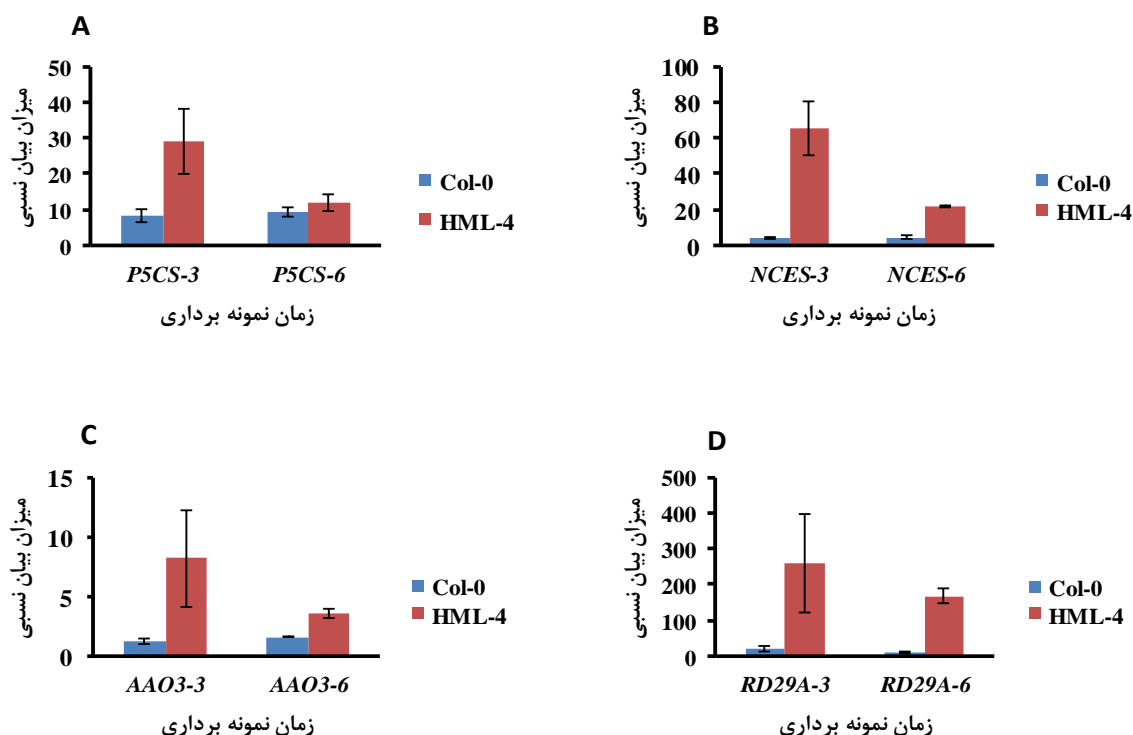 A
میزان بیان نسبی
50
40
30
20
10
0
P5CS-3 P5CS-6
زمان نمونه برداری
Col-0
HML-4
B
میزان بیان نسبی
100
80
60
40
20
0
NCES-3 NCES-6
زمان نمونه برداری
Col-0
HML-4
C
میزان بیان نسبی
15
10
5
0
AAO3-3 AAO3-6
زمان نمونه برداری
Col-0
HML-4
D
میزان بیان نسبی
500
400
300
200
100
0
RD29A-3 RD29A-6
زمان نمونه برداری
Col-0
HML-4